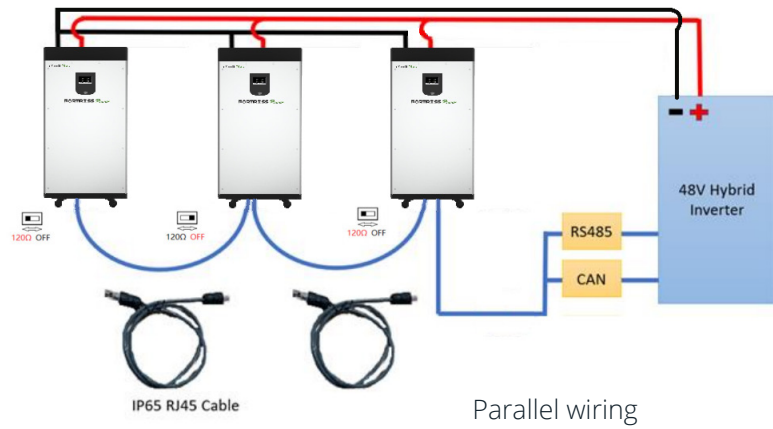 120Ω OFF
120Ω OFF
120Ω OFF
- +
48V Hybrid
Inverter
RS485
CAN
IP65 RJ45 Cable
Parallel wiring